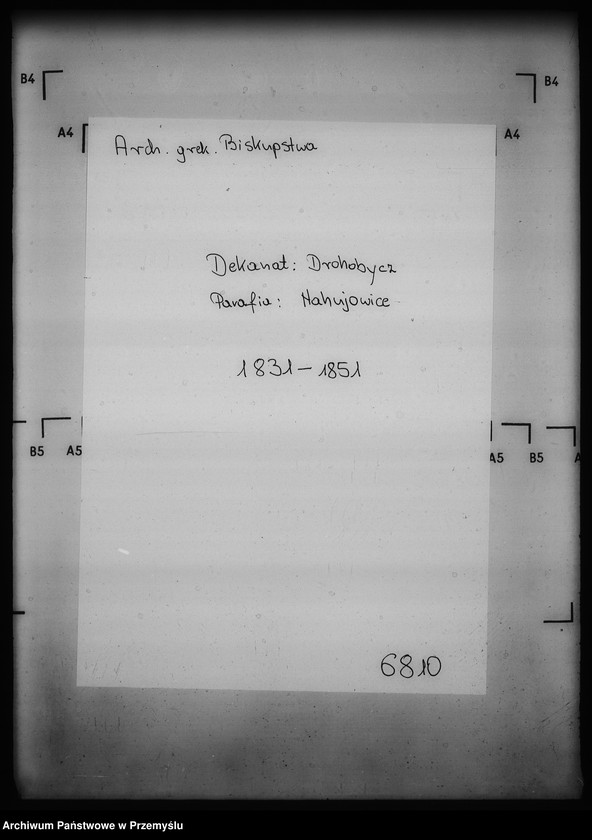 B4
B4
A4
A4
Arch. grek. Biskupstwa
Dekanat: Drohobycz
Parafia: Nahujowice
1831-1851
B5
A5
A5
B5
A
6810
Archiwum Państwowe w Przemyślu